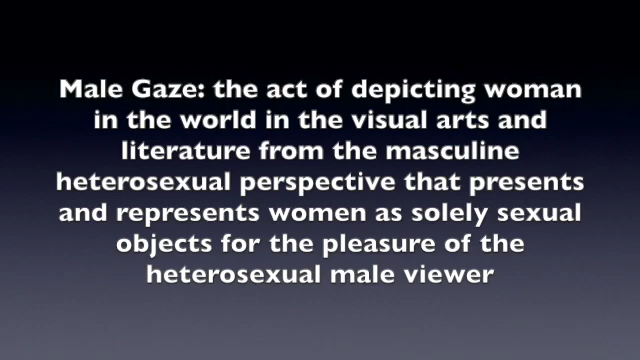 Male Gaze: the act of depicting woman
in the world in the visual arts and
literature from the masculine
heterosexual perspective that presents
and represents women as solely sexual
objects for the pleasure of the
heterosexual male viewer